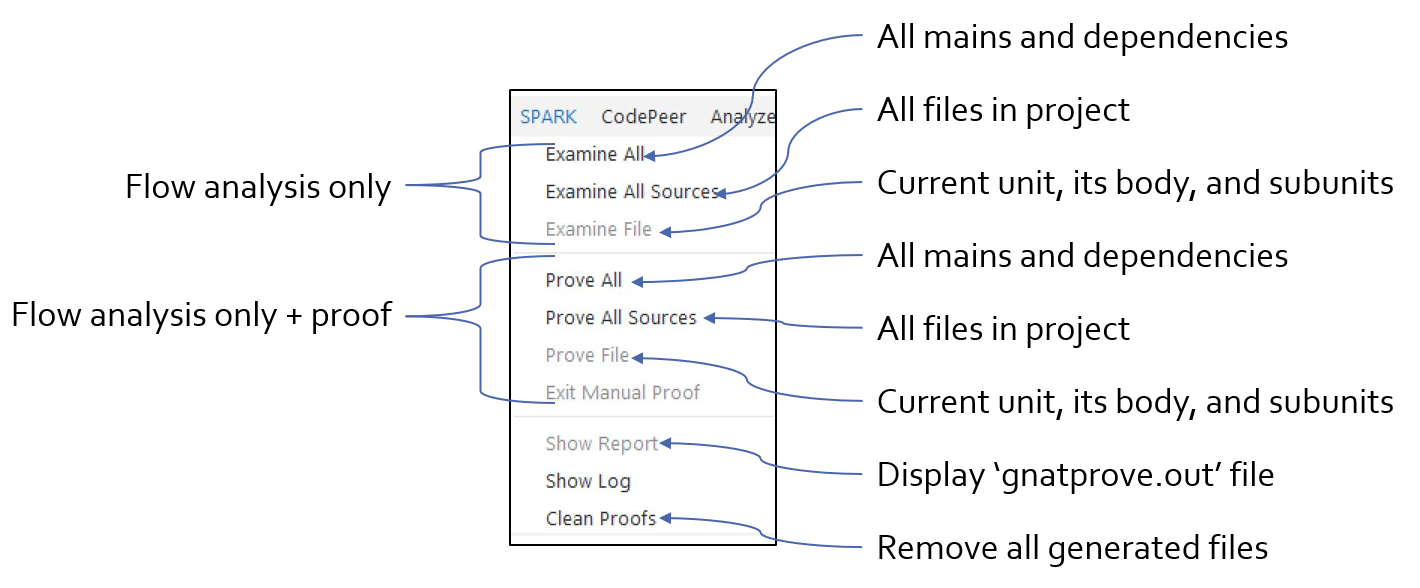 All mains and dependencies
All files in project
SPARK CodePeer Analyze
Examine All
Flow analysis only
Examine All Sources
Current unit, its body, and subunits
Examine File
All mains and dependencies
Prove All
Flow analysis only + proof
Prove All Sources
All files in project
Prove File
Exit Manual Proof
Current unit, its body, and subunits
Show Report
Display ‘gnatprove.out’ file
Show Log
Clean Proofs
Remove all generated files